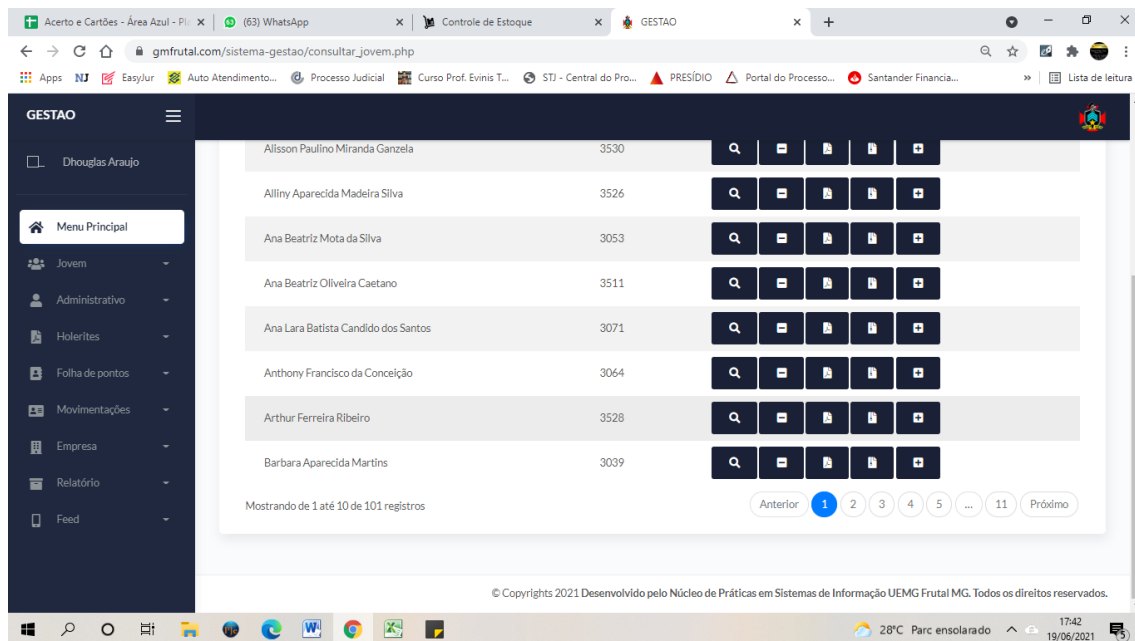 Acerto e Cartões - Área Azul - Pl
(63) WhatsApp
Controle de Estoque
GESTAO
gmfrutal.com/sistema-gestao/consultar_jovem.php
Apps
NJ
EasyJur
Auto Atendimento...
Processo Judicial
Curso Prof. Evinis T...
STJ - Central do Pro...
PRESÍDIO
Portal do Processo...
Santander Financia...
»
Lista de leitura
GESTAO
Dhouglas Araujo
Menu Principal
Jovem
Administrativo
Holerites
Folha de pontos
Movimentações
Empresa
Relatório
Feed
Alisson Paulino Miranda Ganzela 3530
Alliny Aparecida Madeira Silva 3526
Ana Beatriz Mota da Silva 3053
Ana Beatriz Oliveira Caetano 3511
Ana Lara Batista Candido dos Santos 3071
Anthony Francisco da Conceição 3064
Arthur Ferreira Ribeiro 3528
Barbara Aparecida Martins 3039
Mostrando de 1 até 10 de 101 registros
Anterior 1 2 3 4 5 ... 11 Próximo
© Copyrights 2021 Desenvolvido pelo Núcleo de Práticas em Sistemas de Informação UEMG Frutal MG. Todos os direitos reservados.
28°C Parc ensolarado
17:42
19/06/2021